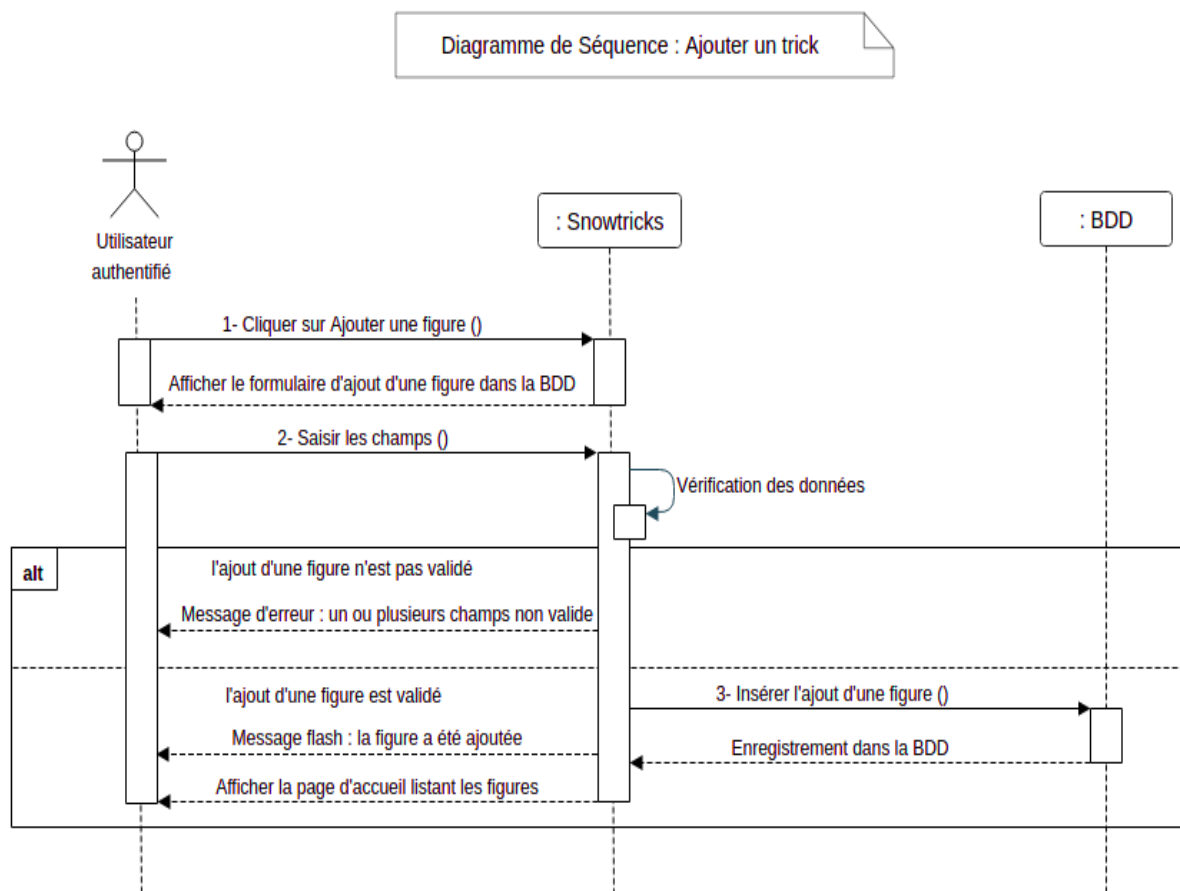 Diagramme de Séquence : Ajouter un trick
Utilisateur
authentifié
: Snowtricks
: BDD
1- Cliquer sur Ajouter une figure ()
Afficher le formulaire d'ajout d'une figure dans la BDD
2- Saisir les champs ()
Vérification des données
alt
l'ajout d'une figure n'est pas validé
Message d'erreur : un ou plusieurs champs non valide
l'ajout d'une figure est validé
3- Insérer l'ajout d'une figure ()
Message flash : la figure a été ajoutée
Enregistrement dans la BDD
Afficher la page d'accueil listant les figures